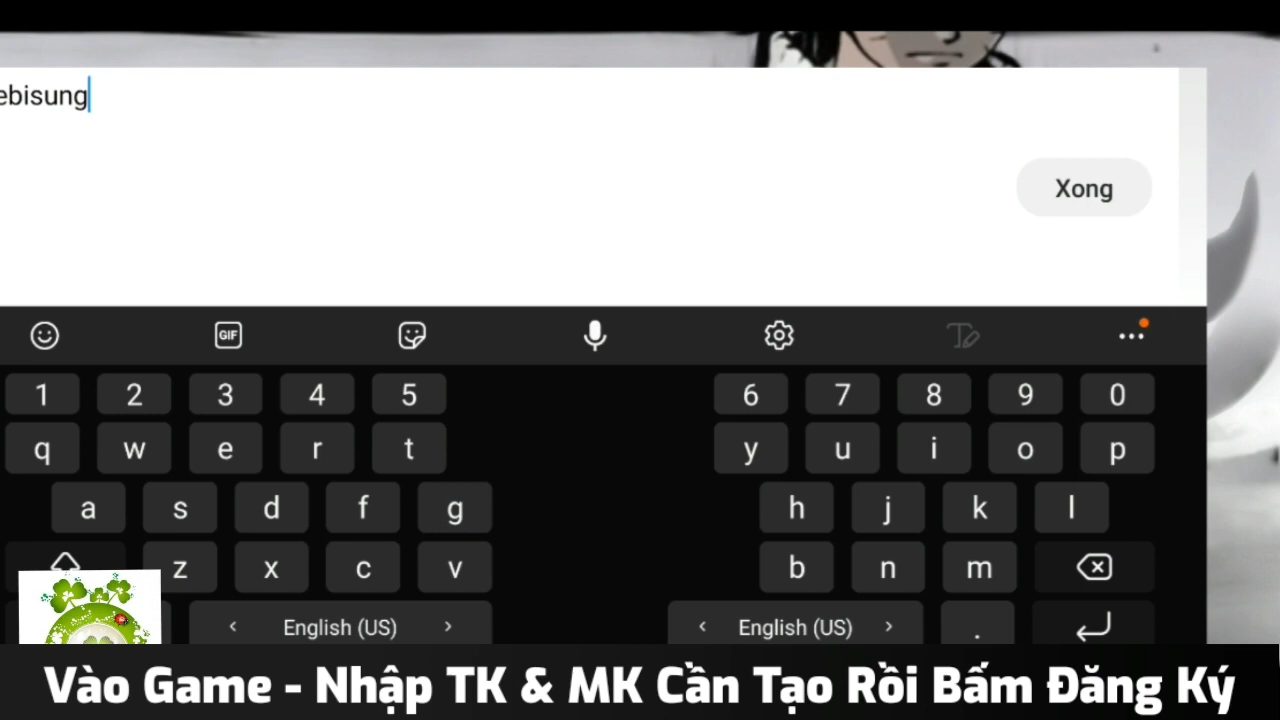 ebisung
Xong
GIF
1 2 3 4 5 6 7 8 9 0
q w e r t y u i o p
a s d f g h j k l
z x c v b n m
< English (US) > < English (US) > .
Vào Game - Nhập TK & MK Cần Tạo Rồi Bấm Đăng Ký